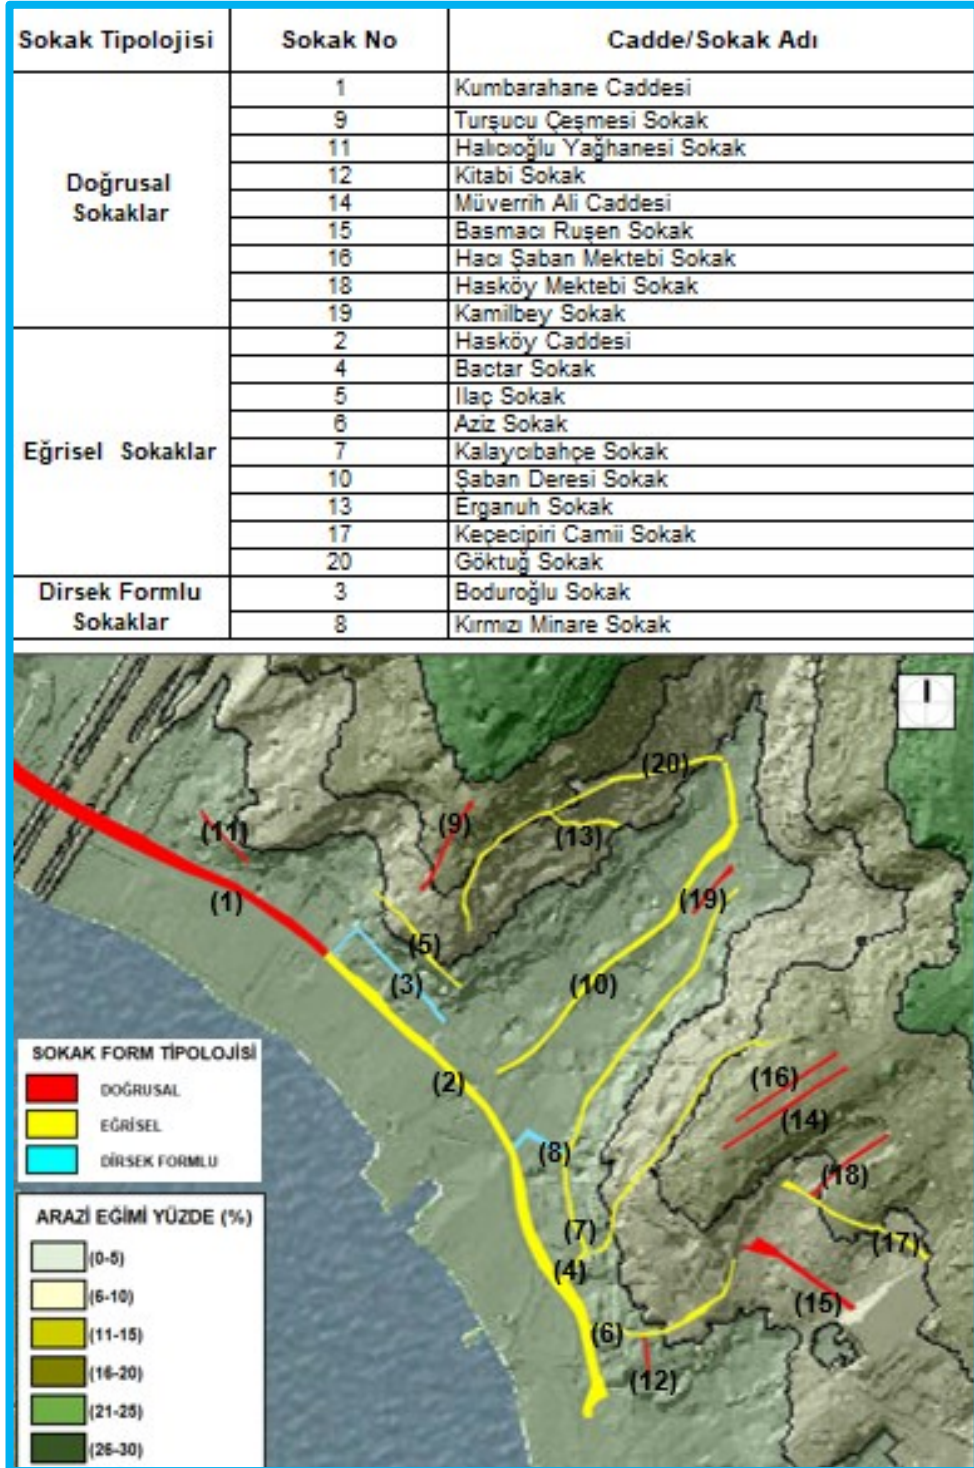 Sokak Tipolojisi Sokak No Cadde/Sokak Adı
Doğrusal
Sokaklar
1 Kumbarahane Caddesi
9 Turşucu Çeşmesi Sokak
11 Halıcıoğlu Yağhanesi Sokak
12 Kitabi Sokak
14 Müverrih Ali Caddesi
15 Basmacı Ruşen Sokak
16 Hacı Şaban Mektebi Sokak
18 Hasköy Mektebi Sokak
19 Kamilbey Sokak
Eğrisel Sokaklar
2 Hasköy Caddesi
4 Bactar Sokak
5 Ilaç Sokak
6 Aziz Sokak
7 Kalaycıbahçe Sokak
10 Şaban Deresi Sokak
13 Erganuh Sokak
17 Keçecipiri Camii Sokak
20 Göktuğ Sokak
Dirsek Formlu
Sokaklar
3 Boduroğlu Sokak
8 Kırmızı Minare Sokak
(20)
(11)
(9)
(13)
(1)
(19)
(5)
(3)
(10)
(2)
(16)
(14)
(8)
(18)
(7)
(17)
(4)
(15)
(6)
(12)
SOKAK FORM TİPOLOJİSİ
DOĞRUSAL
EĞRİSEL
DİRSEK FORMLU
ARAZİ EĞİMİ YÜZDE (%)
(0-5)
(6-10)
(11-15)
(16-20)
(21-25)
(26-30)